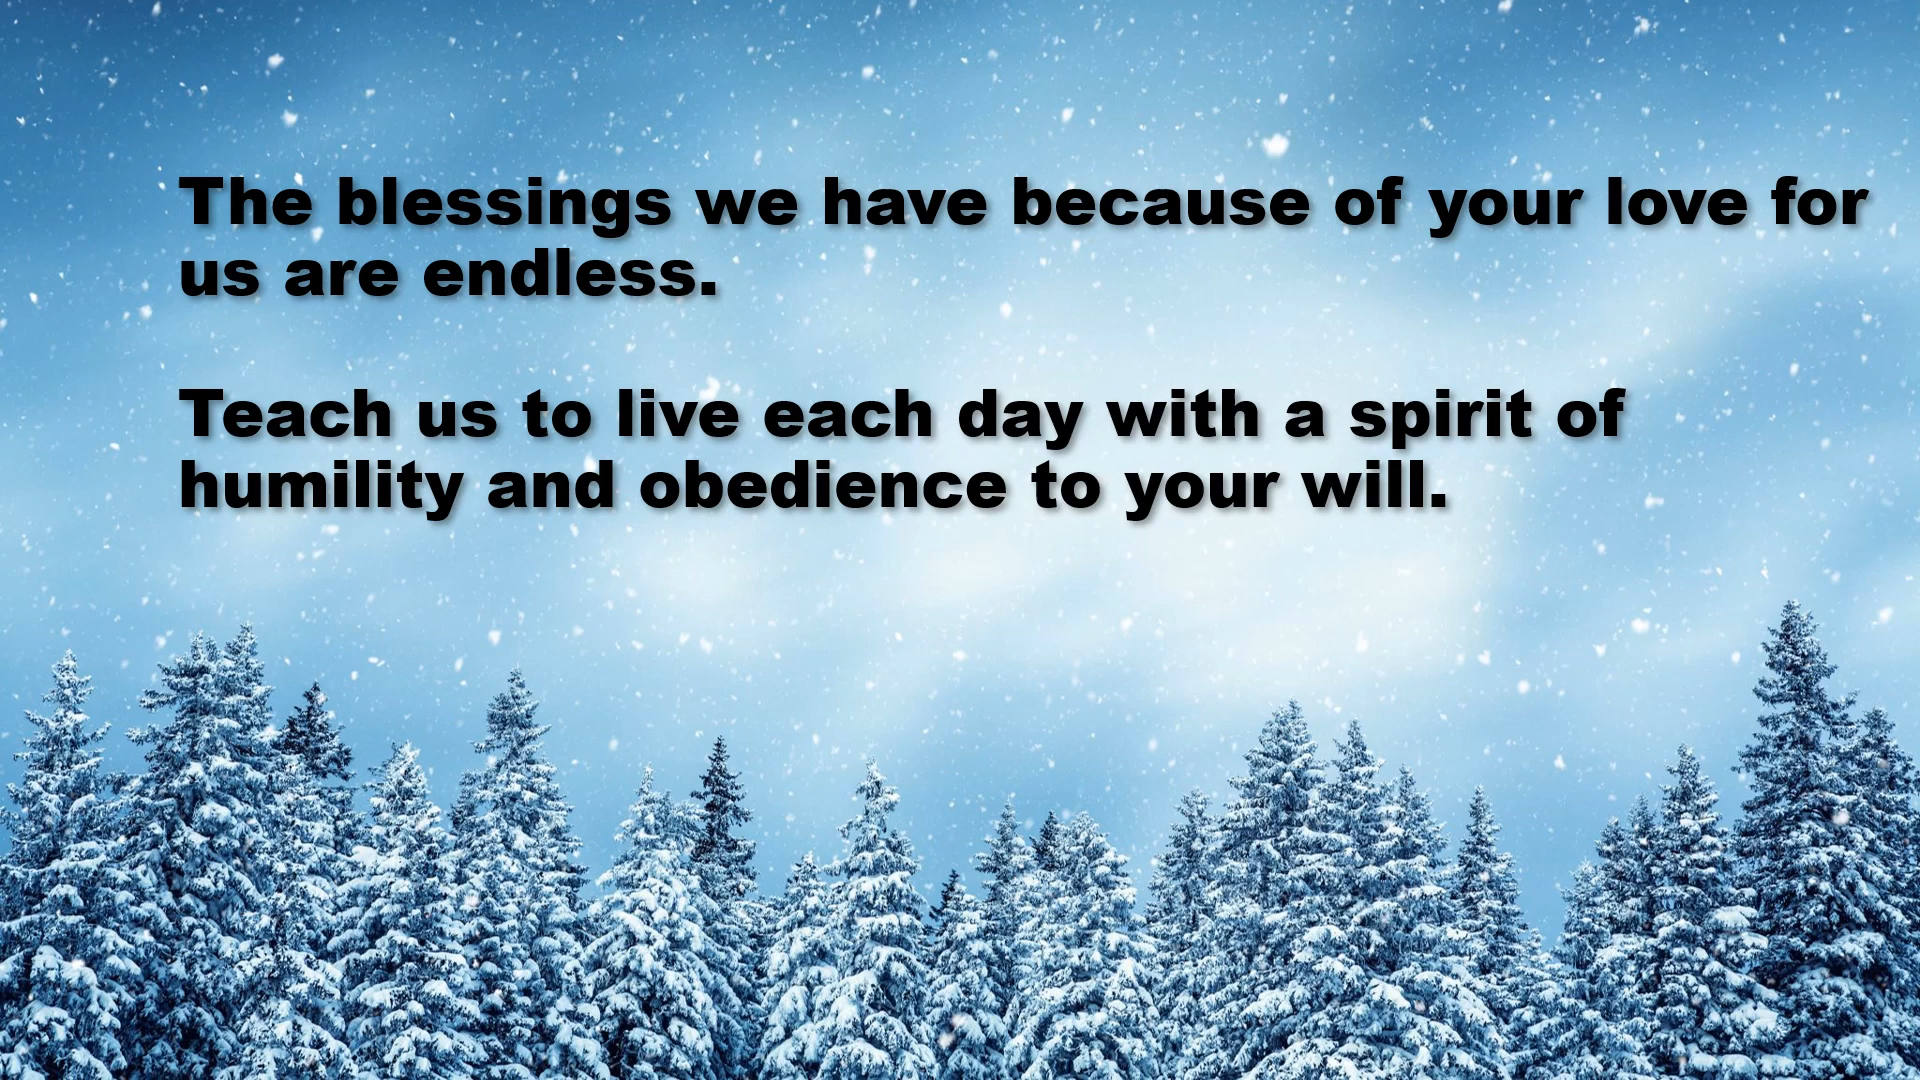 The blessings we have because of your love for
us are endless.
Teach us to live each day with a spirit of
humility and obedience to your will.